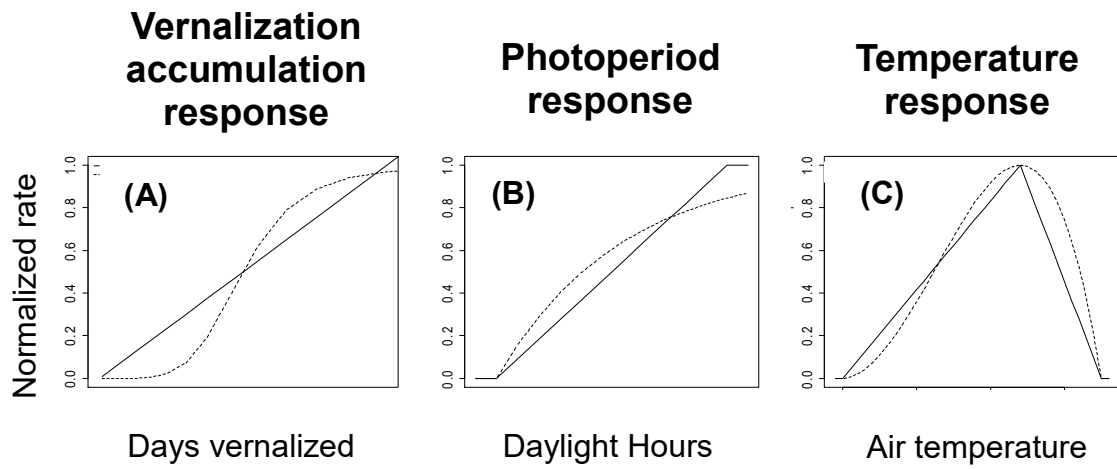 Vernalization
accumulation
response
Photoperiod
response
Temperature
response
Normalized rate
(A)
0.0 0.2 0.4 0.6 0.8 1.0
(B)
0.0 0.2 0.4 0.6 0.8 1.0
(C)
0.0 0.2 0.4 0.6 0.8 1.0
Days vernalized
Daylight Hours
Air temperature